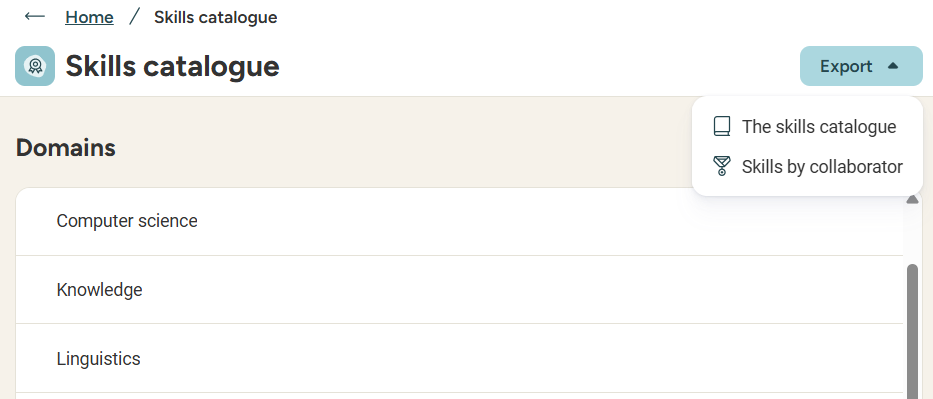 Home / Skills catalogue
Skills catalogue
Export
The skills catalogue
Skills by collaborator
Domains
Computer science
Knowledge
Linguistics